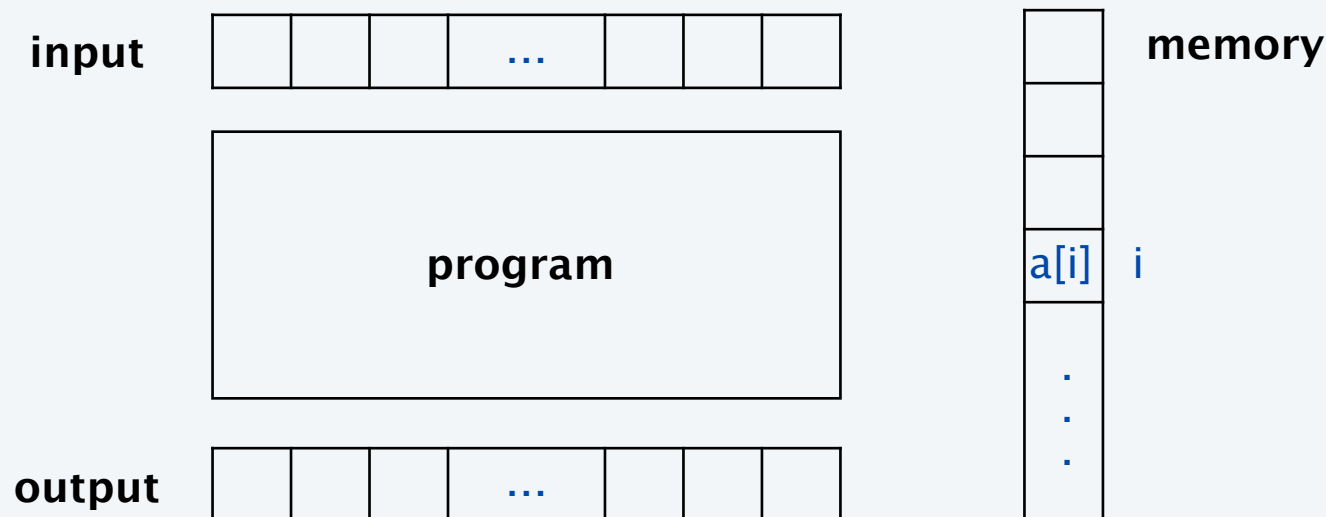 input
...
memory
program
a[i]
i
.
.
.
output
...